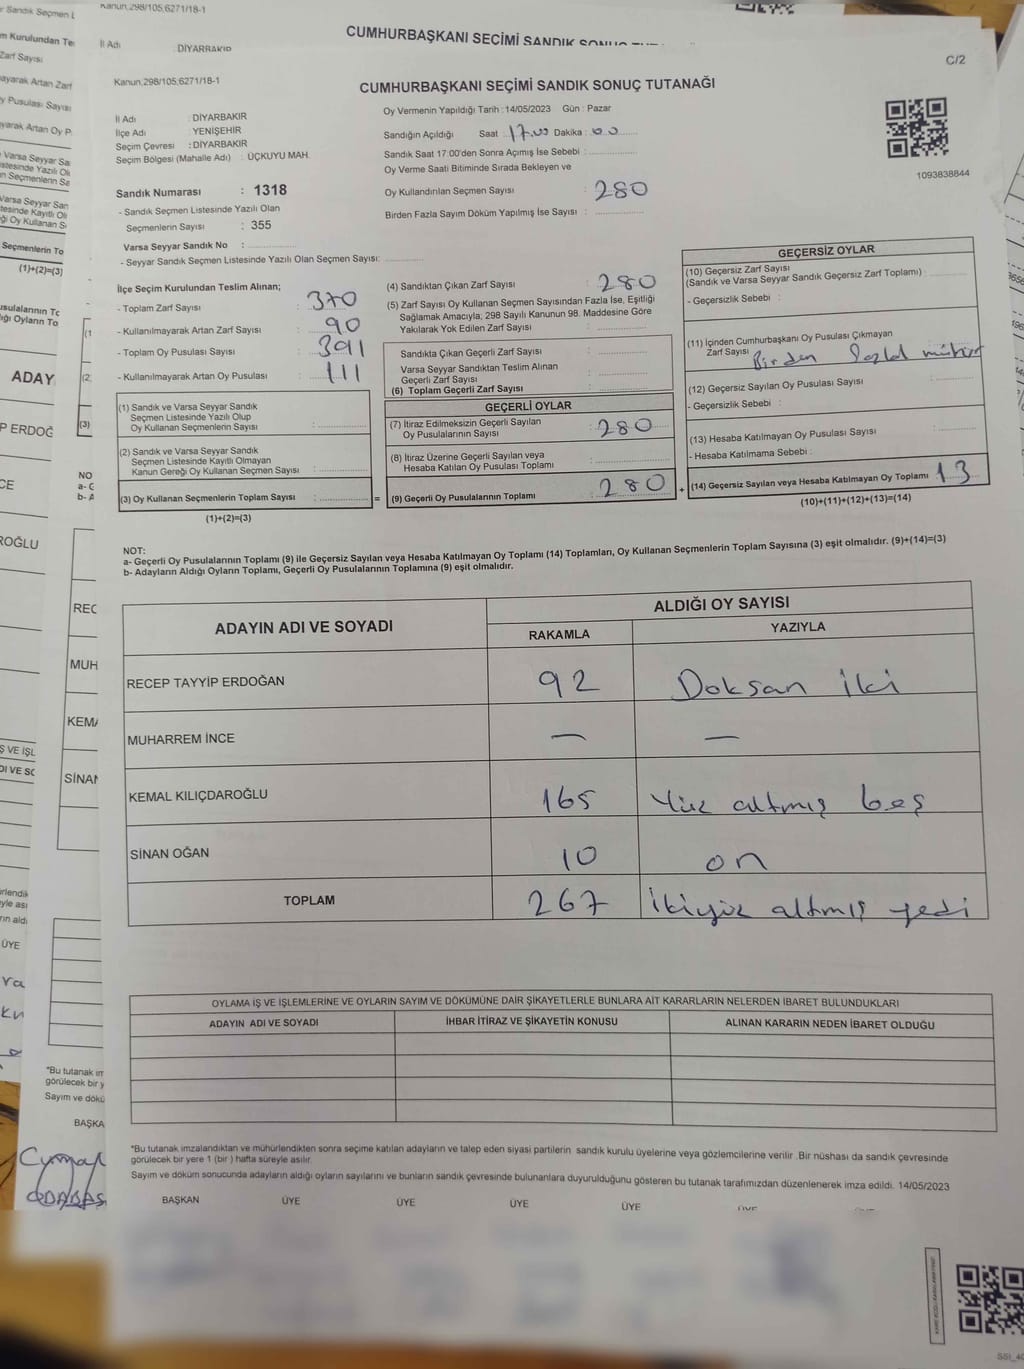 Kanun,298/105,6271/18-1
CUMHURBAŞKANI SEÇİMİ SANDIK SONUÇ
İl Adı DİYARBAKIR
C/2
Kanun,298/105,6271/18-1
CUMHURBAŞKANI SEÇİMİ SANDIK SONUÇ TUTANAĞI
İl Adı : DİYARBAKIR
İlçe Adı : YENİŞEHİR
Seçim Çevresi : DİYARBAKIR
Seçim Bölgesi (Mahalle Adı) : ÜÇKUYU MAH.
Sandık Numarası : 1318
- Sandık Seçmen Listesinde Yazılı Olan
Seçmenlerin Sayısı : 355
Varsa Seyyar Sandık No :
- Seyyar Sandık Seçmen Listesinde Yazılı Olan Seçmen Sayısı:
Oy Vermenin Yapıldığı Tarih : 14/05/2023 Gün : Pazar
Sandığın Açıldığı Saat : 17.00 Dakika : 00
Sandık Saat 17:00'den Sonra Açımış İse Sebebi :
Oy Verme Saati Bitiminde Sırada Bekleyen ve
Oy Kullandırılan Seçmen Sayısı : 280
Birden Fazla Sayım Döküm Yapılmış İse Sayısı :
1093838844
İlçe Seçim Kurulundan Teslim Alınan;
- Toplam Zarf Sayısı : 370
- Kullanılmayarak Artan Zarf Sayısı : 90
- Toplam Oy Pusulası Sayısı : 391
- Kullanılmayarak Artan Oy Pusulası : 111
(1) Sandık ve Varsa Seyyar Sandık
Seçmen Listesinde Yazılı Olup
Oy Kullanan Seçmenlerin Sayısı :
(2) Sandık ve Varsa Seyyar Sandık
Seçmen Listesinde Kayıtlı Olmayan
Kanun Gereği Oy Kullanan Seçmen Sayısı :
(3) Oy Kullanan Seçmenlerin Toplam Sayısı : =
(1)+(2)=(3)
(4) Sandıktan Çıkan Zarf Sayısı : 280
(5) Zarf Sayısı Oy Kullanan Seçmen Sayısından Fazla İse, Eşitliği
Sağlamak Amacıyla, 298 Sayılı Kanunun 98. Maddesine Göre
Yakılarak Yok Edilen Zarf Sayısı :
Sandıkta Çıkan Geçerli Zarf Sayısı :
Varsa Seyyar Sandıktan Teslim Alınan
Geçerli Zarf Sayısı :
(6) Toplam Geçerli Zarf Sayısı :
GEÇERLİ OYLAR
(7) İtiraz Edilmeksizin Geçerli Sayılan
Oy Pusulalarının Sayısı : 280
(8) İtiraz Üzerine Geçerli Sayılan veya
Hesaba Katılan Oy Pusulası Toplamı :
(9) Geçerli Oy Pusulalarının Toplamı : 280 +
GEÇERSİZ OYLAR
(10) Geçersiz Zarf Sayısı
(Sandık ve Varsa Seyyar Sandık Geçersiz Zarf Toplamı) :
- Geçersizlik Sebebi :
(11) İçinden Cumhurbaşkanı Oy Pusulası Çıkmayan
Zarf Sayısı Birden fazla mühür
(12) Geçersiz Sayılan Oy Pusulası Sayısı :
- Geçersizlik Sebebi :
(13) Hesaba Katılmayan Oy Pusulası Sayısı :
- Hesaba Katılmama Sebebi :
(14) Geçersiz Sayılan veya Hesaba Katılmayan Oy Toplamı : 13
(10)+(11)+(12)+(13)=(14)
NOT:
a- Geçerli Oy Pusulalarının Toplamı (9) ile Geçersiz Sayılan veya Hesaba Katılmayan Oy Toplamı (14) Toplamları, Oy Kullanan Seçmenlerin Toplam Sayısına (3) eşit olmalıdır. (9)+(14)=(3)
b- Adayların Aldığı Oyların Toplamı, Geçerli Oy Pusulalarının Toplamına (9) eşit olmalıdır.
ADAYIN ADI VE SOYADI
ALDIĞI OY SAYISI
RAKAMLA YAZIYLA
RECEP TAYYİP ERDOĞAN 92 Doksan iki
MUHARREM İNCE — —
KEMAL KILIÇDAROĞLU 165 Yüz altmış beş
SİNAN OĞAN 10 on
TOPLAM 267 İkiyüz altmış yedi
OYLAMA İŞ VE İŞLEMLERİNE VE OYLARIN SAYIM VE DÖKÜMÜNE DAİR ŞİKAYETLERLE BUNLARA AİT KARARLARIN NELERDEN İBARET BULUNDUKLARI
ADAYIN ADI VE SOYADI İHBAR İTİRAZ VE ŞİKAYETİN KONUSU ALINAN KARARIN NEDEN İBARET OLDUĞU
*Bu tutanak imzalandıktan ve mühürlendikten sonra seçime katılan adayların ve talep eden siyasi partilerin sandık kurulu üyelerine veya gözlemcilerine verilir .Bir nüshası da sandık çevresinde
görülecek bir yere 1 (bir ) hafta süreyle asılır.
Sayım ve döküm sonucunda adayların aldığı oyların sayılarını ve bunların sandık çevresinde bulunanlara duyurulduğunu gösteren bu tutanak tarafımızdan düzenlenerek imza edildi. 14/05/2023
BAŞKAN ÜYE ÜYE ÜYE ÜYE